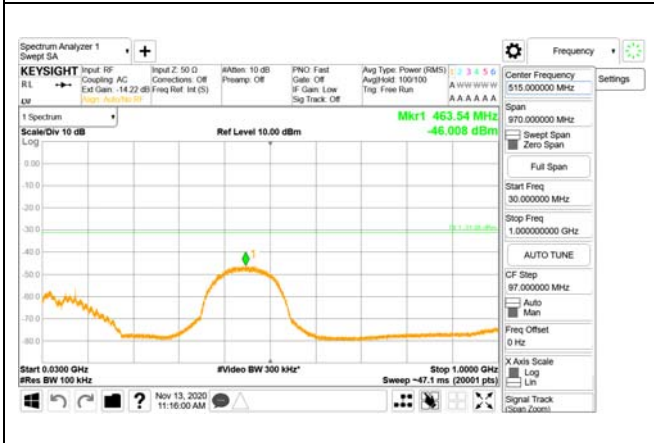 Spectrum Analyzer 1
Swept SA
Frequency
KEYSIGHT
Input: RF
Coupling: AC
Ext Gain: -14.22 dB
Align: Auto/No RF
Input Z: 50 Ω
Corrections: Off
Freq Ref: Int (S)
#Atten: 10 dB
Preamp: Off
PNO: Fast
Gate: Off
IF Gain: Low
Sig Track: Off
Avg Type: Power (RMS)
Avg|Hold: 100/100
Trig: Free Run
1 2 3 4 5 6
A W W W W W
A A A A A A
RL
1 Spectrum
Scale/Div 10 dB
Log
Ref Level 10.00 dBm
Mkr1 463.54 MHz
-46.008 dBm
0.00
-10.0
-20.0
-30.0
-40.0
-50.0
-60.0
-70.0
-80.0
1
Start 0.0300 GHz
#Res BW 100 kHz
#Video BW 300 kHz*
Stop 1.0000 GHz
Sweep ~47.1 ms (20001 pts)
Nov 13, 2020
11:16:00 AM
Center Frequency
515.000000 MHz
Settings
Span
970.000000 MHz
Swept Span
Zero Span
Full Span
Start Freq
30.000000 MHz
Stop Freq
1.000000000 GHz
AUTO TUNE
CF Step
97.000000 MHz
Auto
Man
Freq Offset
0 Hz
X Axis Scale
Log
Lin
Signal Track
(Span Zoom)